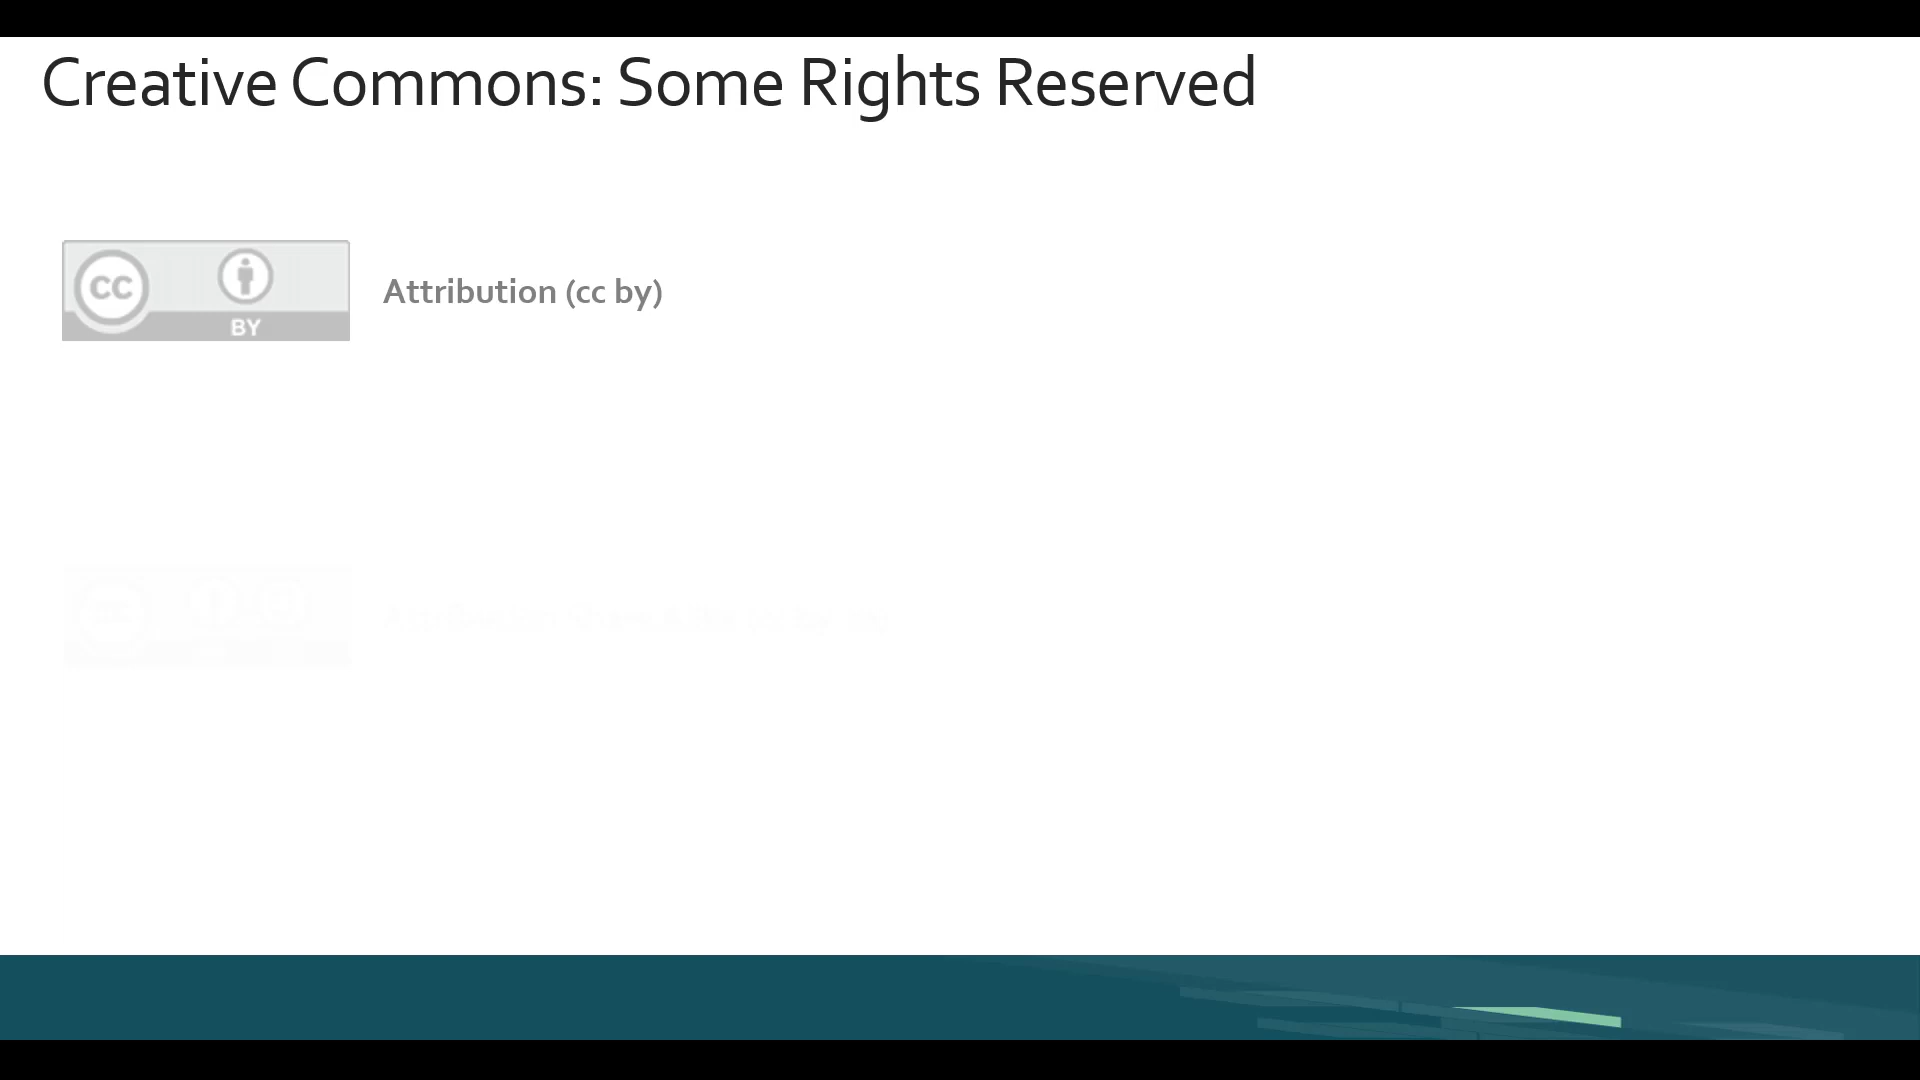 Creative Commons: Some Rights Reserved
CC
BY
Attribution (cc by)